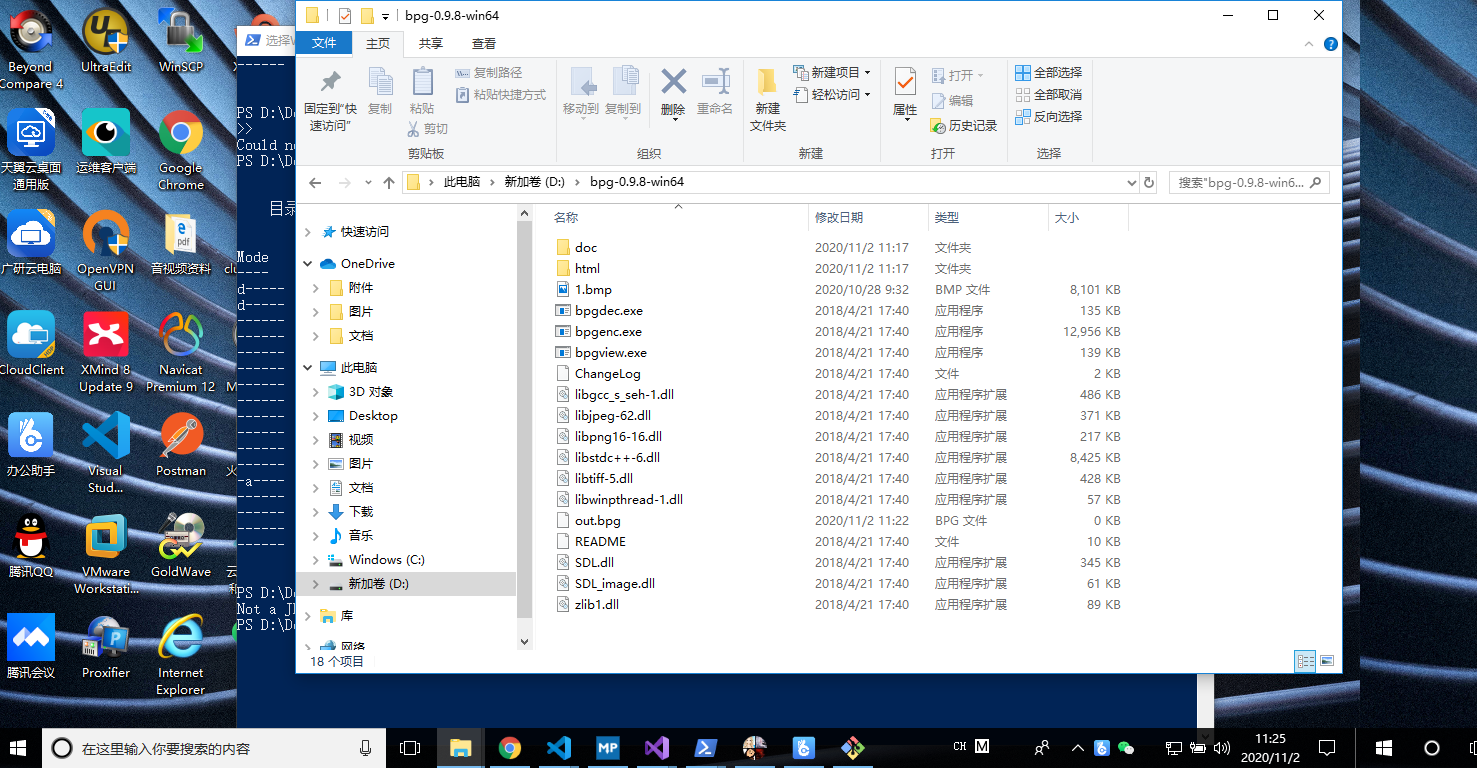 bpg-0.9.8-win64
文件
主页
共享
查看
固定到"快
速访问"
复制
粘贴
复制路径
粘贴快捷方式
剪切
剪贴板
移动到
复制到
删除
重命名
组织
新建
文件夹
新建项目
轻松访问
新建
属性
打开
编辑
历史记录
打开
全部选择
全部取消
反向选择
选择
此电脑
新加卷 (D:)
bpg-0.9.8-win64
搜索"bpg-0.9.8-win6...
快速访问
OneDrive
附件
图片
文档
此电脑
3D 对象
Desktop
视频
图片
文档
下载
音乐
Windows (C:)
新加卷 (D:)
库
网络
名称 修改日期 类型 大小
doc 2020/11/2 11:17 文件夹
html 2020/11/2 11:17 文件夹
1.bmp 2020/10/28 9:32 BMP 文件 8,101 KB
bpgdec.exe 2018/4/21 17:40 应用程序 135 KB
bpgenc.exe 2018/4/21 17:40 应用程序 12,956 KB
bpgview.exe 2018/4/21 17:40 应用程序 139 KB
ChangeLog 2018/4/21 17:40 文件 2 KB
libgcc_s_seh-1.dll 2018/4/21 17:40 应用程序扩展 486 KB
libjpeg-62.dll 2018/4/21 17:40 应用程序扩展 371 KB
libpng16-16.dll 2018/4/21 17:40 应用程序扩展 217 KB
libstdc++-6.dll 2018/4/21 17:40 应用程序扩展 8,425 KB
libtiff-5.dll 2018/4/21 17:40 应用程序扩展 428 KB
libwinpthread-1.dll 2018/4/21 17:40 应用程序扩展 57 KB
out.bpg 2020/11/2 11:22 BPG 文件 0 KB
README 2018/4/21 17:40 文件 10 KB
SDL.dll 2018/4/21 17:40 应用程序扩展 345 KB
SDL_image.dll 2018/4/21 17:40 应用程序扩展 61 KB
zlib1.dll 2018/4/21 17:40 应用程序扩展 89 KB
18 个项目
选择
PS D:\D
>>
Could n
PS D:\D
目录
Mode
----
d-----
d-----
-a----
PS D:\D
Not a J
PS D:\D
Beyond
Compare 4
UltraEdit
WinSCP
天翼云桌面
通用版
运维客户端
Google
Chrome
广研云电脑
OpenVPN
GUI
音视频资料
pdf
CloudClient
XMind 8
Update 9
Navicat
Premium 12
办公助手
Visual
Stud...
Postman
腾讯QQ
VMware
Workstati...
GoldWave
腾讯会议
Proxifier
Internet
Explorer
在这里输入你要搜索的内容
MP
CH
M
11:25
2020/11/2